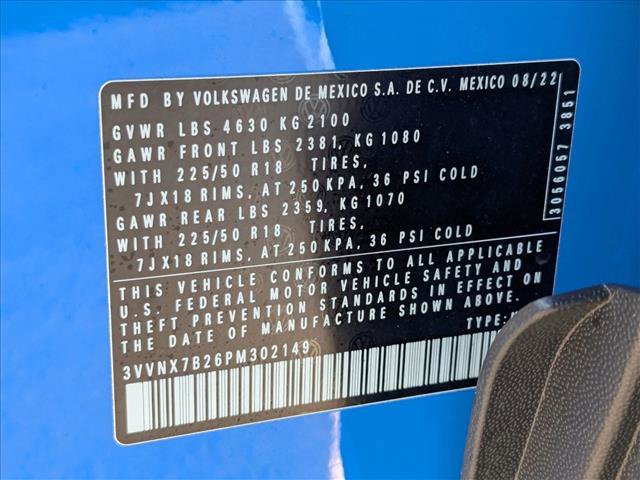 MFD BY VOLKSWAGEN DE MEXICO S.A. DE C.V. MEXICO 08/22
GVWR LBS 4630 KG 2100
GAWR FRONT LBS 2381, KG 1080
WITH 225/50 R18 TIRES,
7JX18 RIMS, AT 250 KPA, 36 PSI COLD
GAWR REAR LBS 2359, KG 1070
WITH 225/50 R18 TIRES,
7JX18 RIMS, AT 250 KPA, 36 PSI COLD
THIS VEHICLE CONFORMS TO ALL APPLICABLE
U.S. FEDERAL MOTOR VEHICLE SAFETY AND
THEFT PREVENTION STANDARDS IN EFFECT ON
THE DATE OF MANUFACTURE SHOWN ABOVE.
TYPE:
3VVNX7B26PM302149
3056057 3851